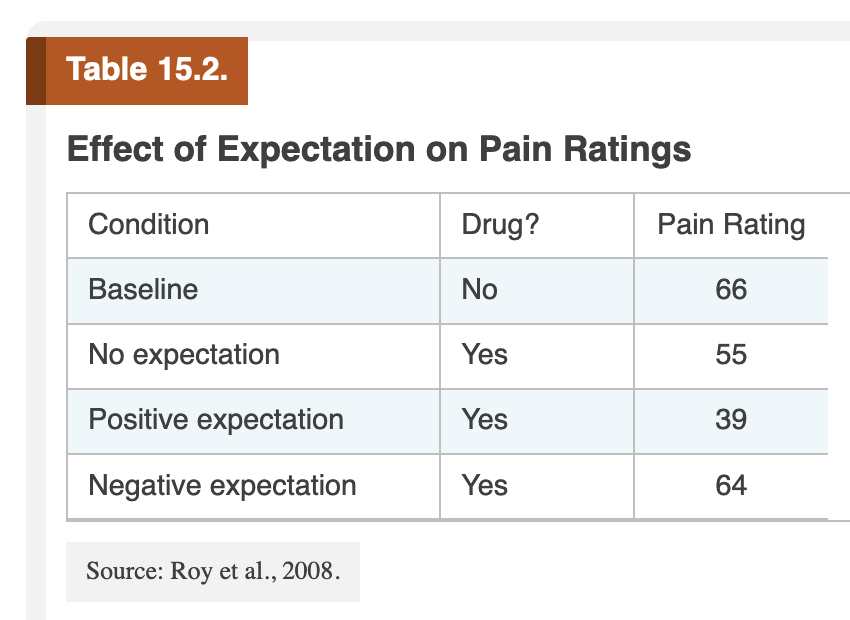 Table 15.2.
Effect of Expectation on Pain Ratings
Condition Drug? Pain Rating
Baseline No 66
No expectation Yes 55
Positive expectation Yes 39
Negative expectation Yes 64
Source: Roy et al., 2008.